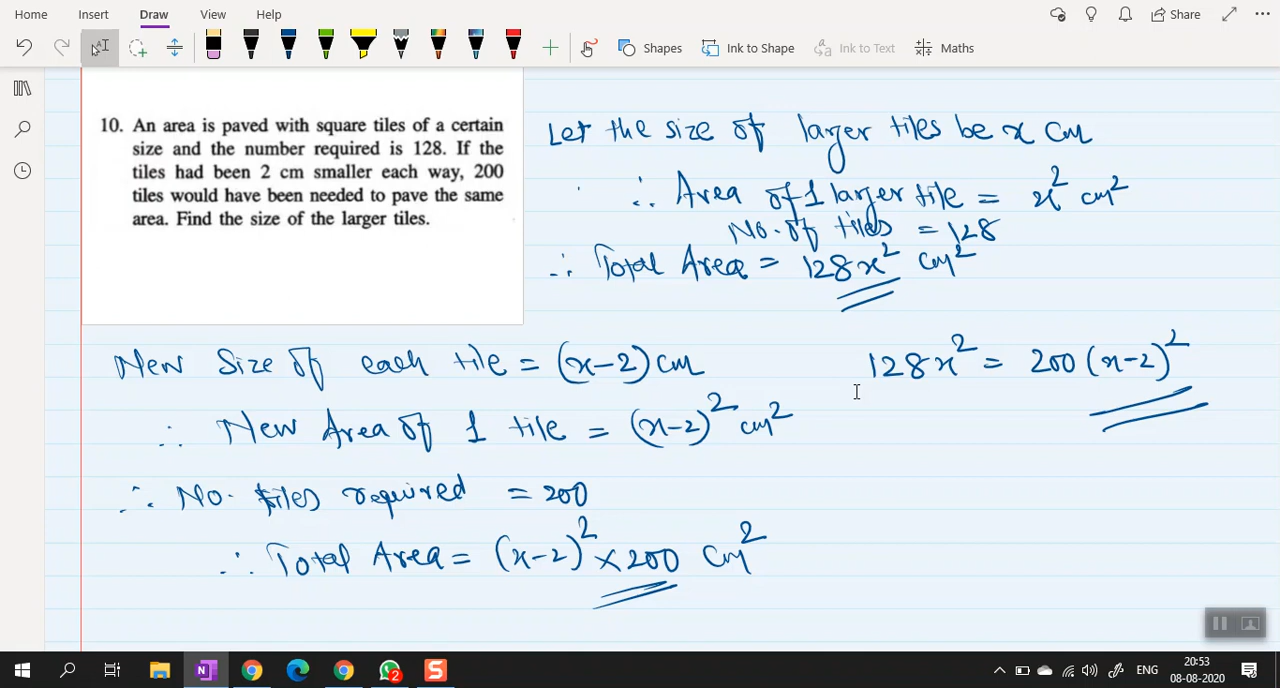 Home Insert Draw View Help
Share
Shapes Ink to Shape Ink to Text Maths
10. An area is paved with square tiles of a certain
size and the number required is 128. If the
tiles had been 2 cm smaller each way, 200
tiles would have been needed to pave the same
area. Find the size of the larger tiles.
Let the size of larger tiles be x cm
∴ Area of 1 larger tile = x² cm²
No. of tiles = 128
∴ Total Area = 128x² cm²
New Size of each tile = (x-2) cm
∴ New Area of 1 tile = (x-2)² cm²
∴ No. tiles required = 200
∴ Total Area = (x-2)² × 200 cm²
128x² = 200 (x-2)²
2
ENG
20:53
08-08-2020